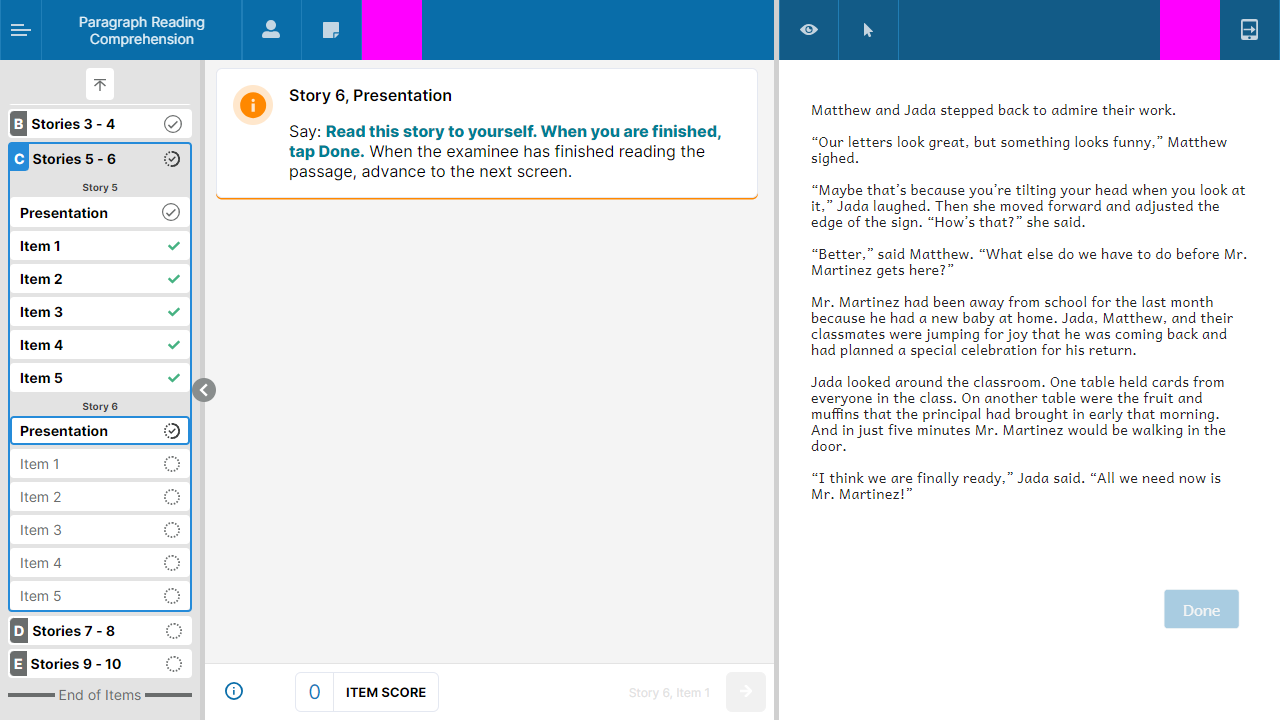 Paragraph Reading
Comprehension
B Stories 3 - 4
C Stories 5 - 6
Story 5
Presentation
Item 1
Item 2
Item 3
Item 4
Item 5
Story 6
Presentation
Item 1
Item 2
Item 3
Item 4
Item 5
D Stories 7 - 8
E Stories 9 - 10
End of Items
Story 6, Presentation
Say: Read this story to yourself. When you are finished,
tap Done. When the examinee has finished reading the
passage, advance to the next screen.
0 ITEM SCORE
Story 6, Item 1
Matthew and Jada stepped back to admire their work.
“Our letters look great, but something looks funny,” Matthew
sighed.
“Maybe that’s because you’re tilting your head when you look at
it,” Jada laughed. Then she moved forward and adjusted the
edge of the sign. “How’s that?” she said.
“Better,” said Matthew. “What else do we have to do before Mr.
Martinez gets here?”
Mr. Martinez had been away from school for the last month
because he had a new baby at home. Jada, Matthew, and their
classmates were jumping for joy that he was coming back and
had planned a special celebration for his return.
Jada looked around the classroom. One table held cards from
everyone in the class. On another table were the fruit and
muffins that the principal had brought in early that morning.
And in just five minutes Mr. Martinez would be walking in the
door.
“I think we are finally ready,” Jada said. “All we need now is
Mr. Martinez!”
Done